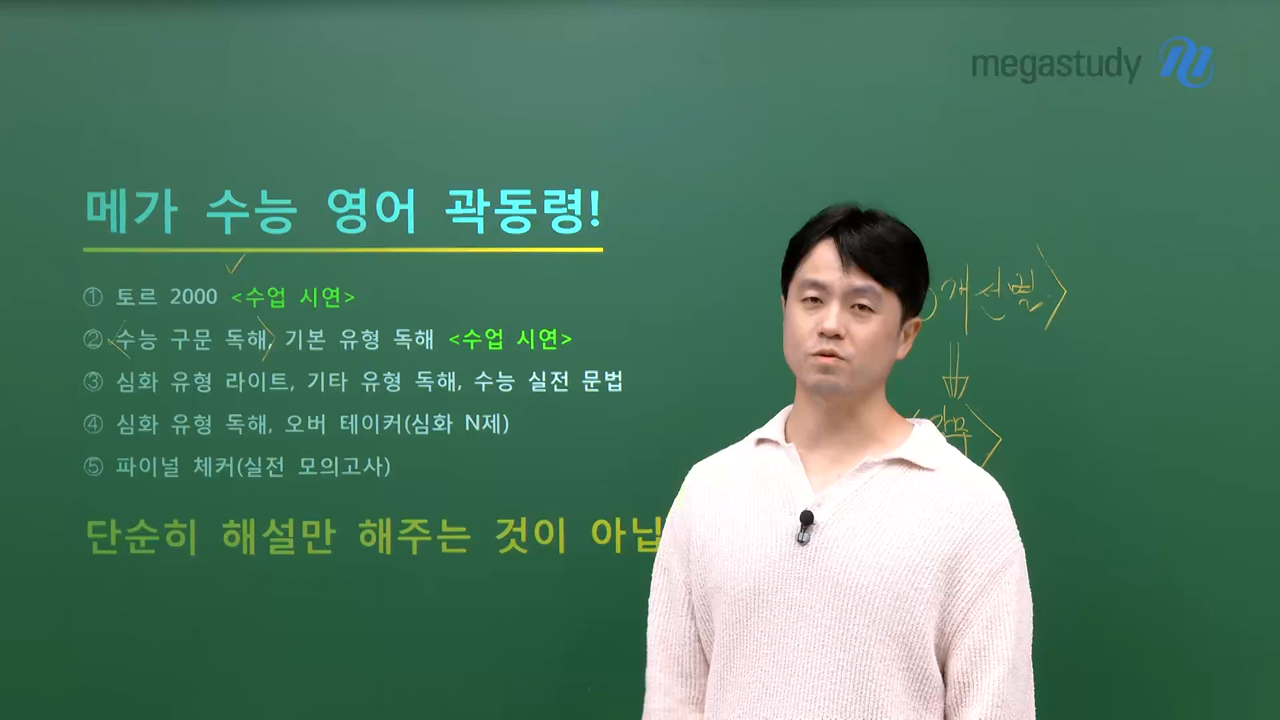 megastudy
메가 수능 영어 곽동령!
① 토르 2000 <수업 시연>
② 수능 구문 독해, 기본 유형 독해 <수업 시연>
③ 심화 유형 라이트, 기타 유형 독해, 수능 실전 문법
④ 심화 유형 독해, 오버 테이커(심화 N제)
⑤ 파이널 체커(실전 모의고사)
단순히 해설만 해주는 것이 아닙
개선별